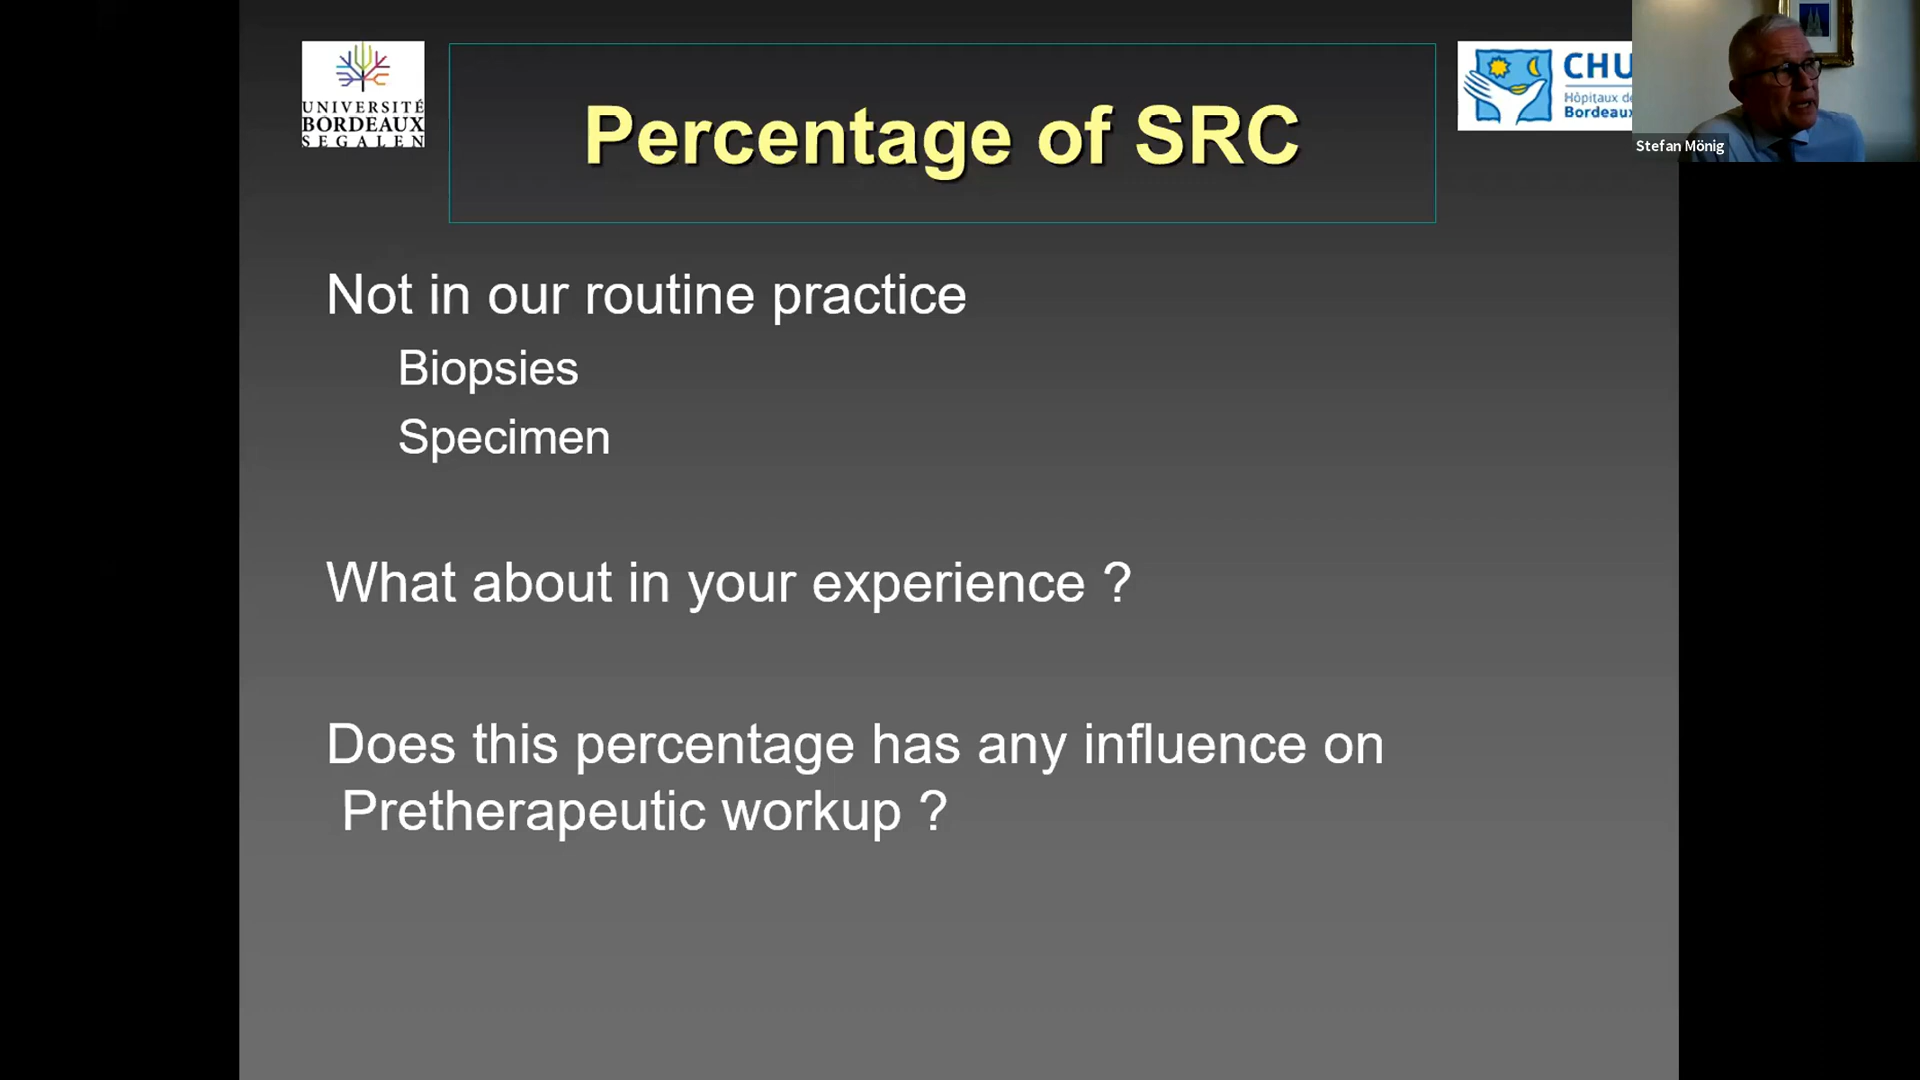 UNIVERSITÉ
BORDEAUX
SEGALEN
Percentage of SRC
CHU
Hôpitaux de
Bordeaux
Stefan Mönig
Not in our routine practice
Biopsies
Specimen
What about in your experience ?
Does this percentage has any influence on
Pretherapeutic workup ?